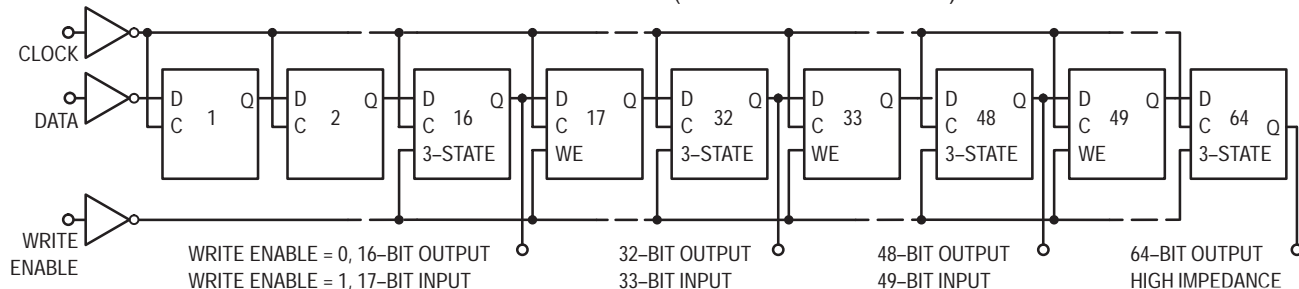 CLOCK
DATA
D Q
C
1
D Q
C
2
D Q
C
16
3–STATE
D Q
C
17
WE
D Q
C
32
3–STATE
D Q
C
33
WE
D Q
C
48
3–STATE
D Q
C
49
WE
D
C
64
Q
3–STATE
WRITE
ENABLE
WRITE ENABLE = 0, 16–BIT OUTPUT
WRITE ENABLE = 1, 17–BIT INPUT
32–BIT OUTPUT
33–BIT INPUT
48–BIT OUTPUT
49–BIT INPUT
64–BIT OUTPUT
HIGH IMPEDANCE